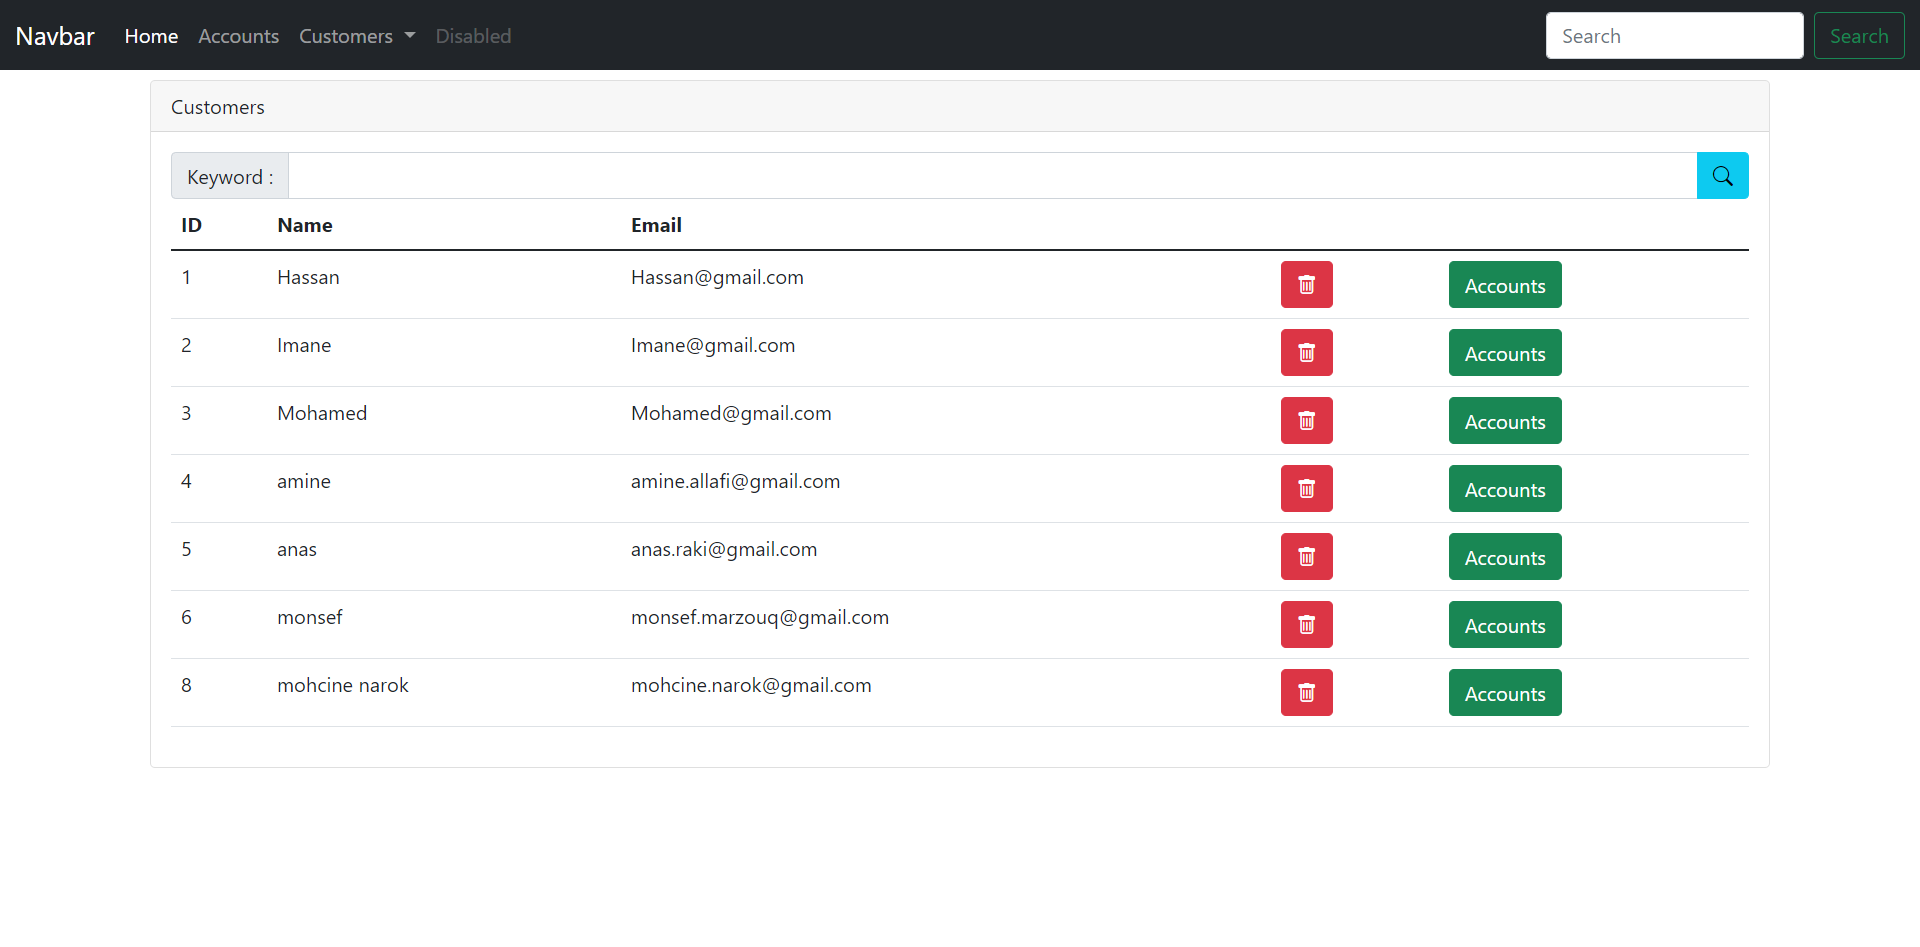 Navbar Home Accounts Customers Disabled Search Search
Customers
Keyword :
ID Name Email
1 Hassan Hassan@gmail.com Accounts
2 Imane Imane@gmail.com Accounts
3 Mohamed Mohamed@gmail.com Accounts
4 amine amine.allafi@gmail.com Accounts
5 anas anas.raki@gmail.com Accounts
6 monsef monsef.marzouq@gmail.com Accounts
8 mohcine narok mohcine.narok@gmail.com Accounts